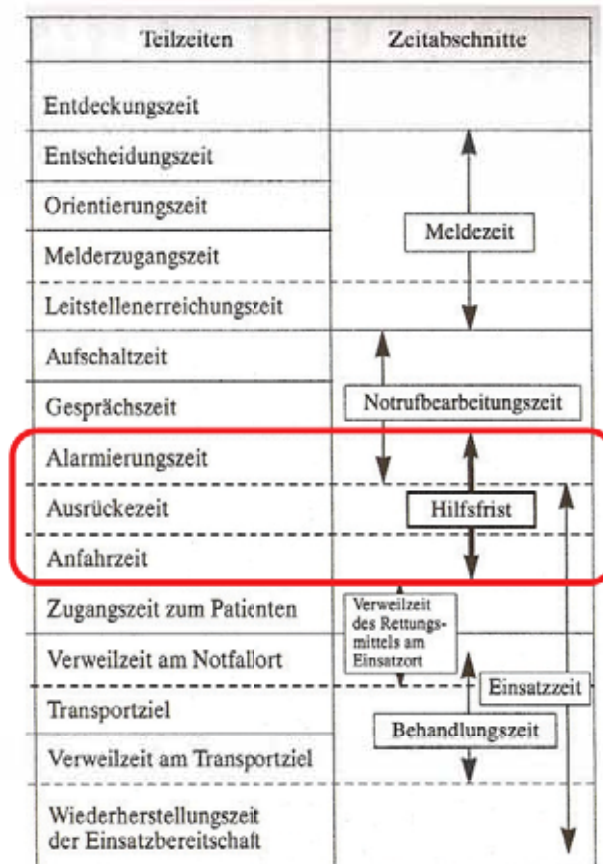 Teilzeiten
Zeitabschnitte
Entdeckungszeit
Entscheidungszeit
Orientierungszeit
Meldezeit
Melderzugangszeit
Leitstellenerreichungszeit
Aufschaltzeit
Gesprächszeit
Notrufbearbeitungszeit
Alarmierungszeit
Ausrückezeit
Hilfsfrist
Anfahrzeit
Zugangszeit zum Patienten
Verweilzeit
des Rettungs-
mittels am
Einsatzort
Verweilzeit am Notfallort
Einsatzzeit
Transportziel
Behandlungszeit
Verweilzeit am Transportziel
Wiederherstellungszeit
der Einsatzbereitschaft